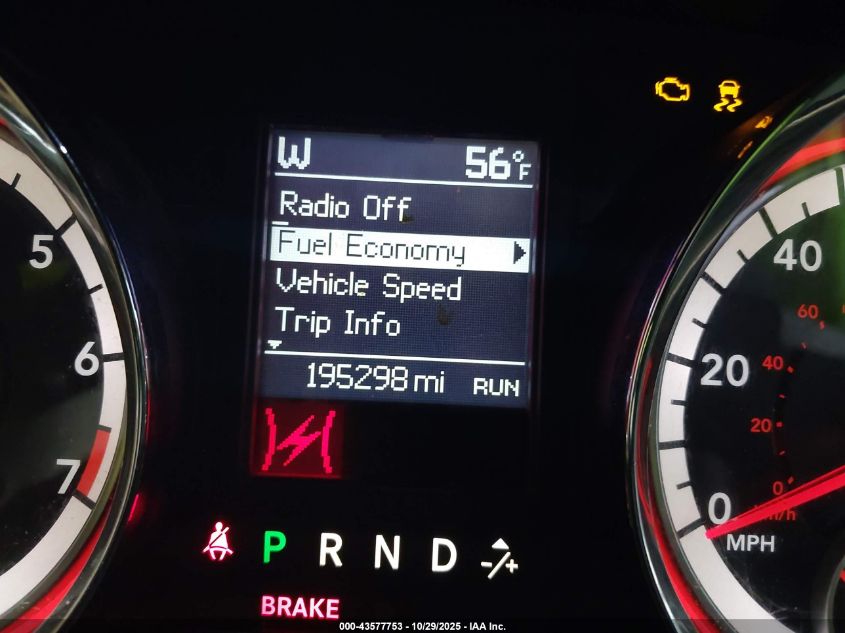 W 56°F
Radio Off
Fuel Economy
Vehicle Speed
Trip Info
195298 mi RUN
5
6
7
40
20
0
MPH
60
40
20
0
km/h
P R N D -/+
BRAKE
000-43577753 - 10/29/2025 - IAA Inc.